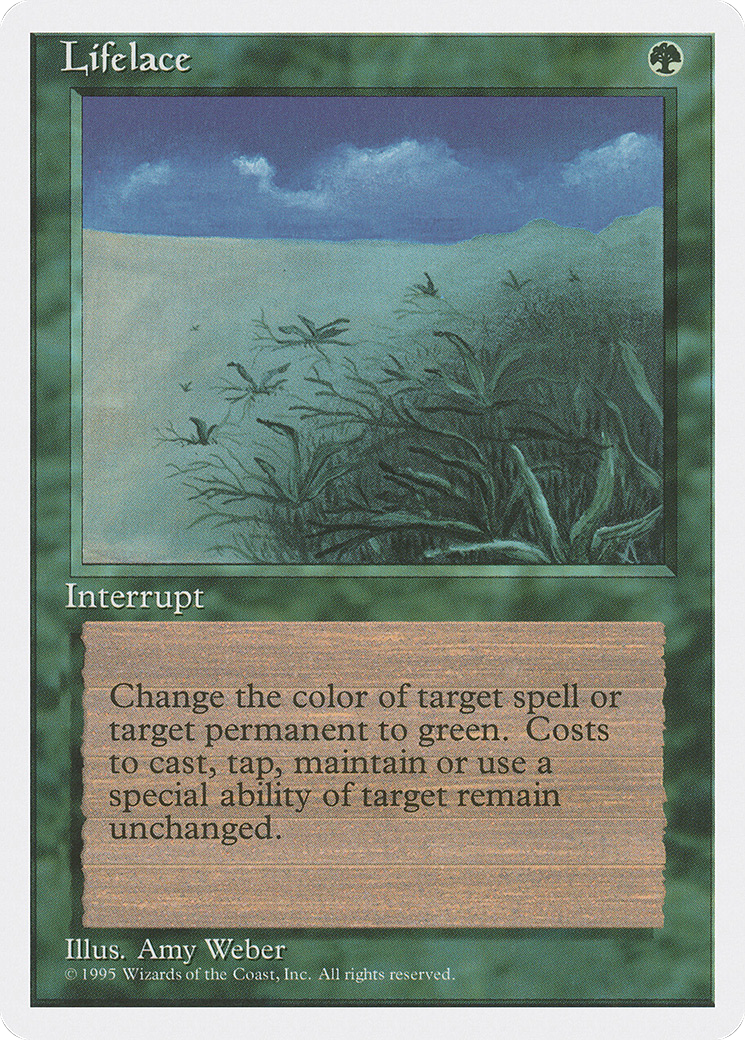 Lifelace
Interrupt
Change the color of target spell or
target permanent to green. Costs
to cast, tap, maintain or use a
special ability of target remain
unchanged.
Illus. Amy Weber
© 1995 Wizards of the Coast, Inc. All rights reserved.